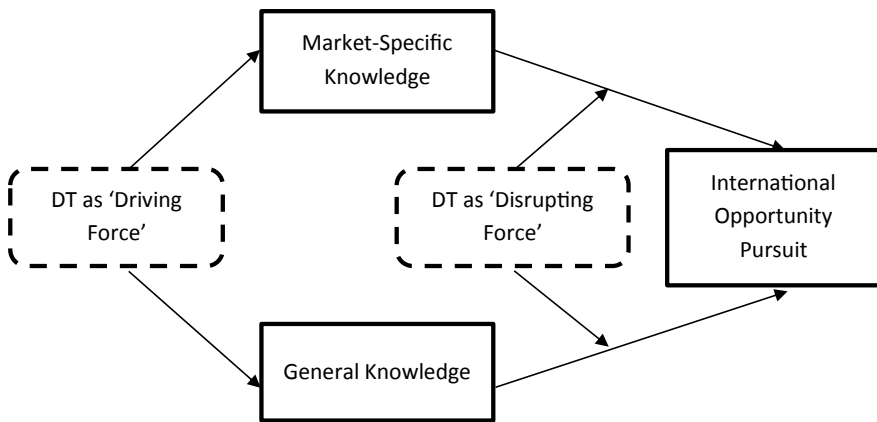 Market-Specific
Knowledge
DT as ‘Driving
Force’
DT as ‘Disrupting
Force’
International
Opportunity
Pursuit
General Knowledge